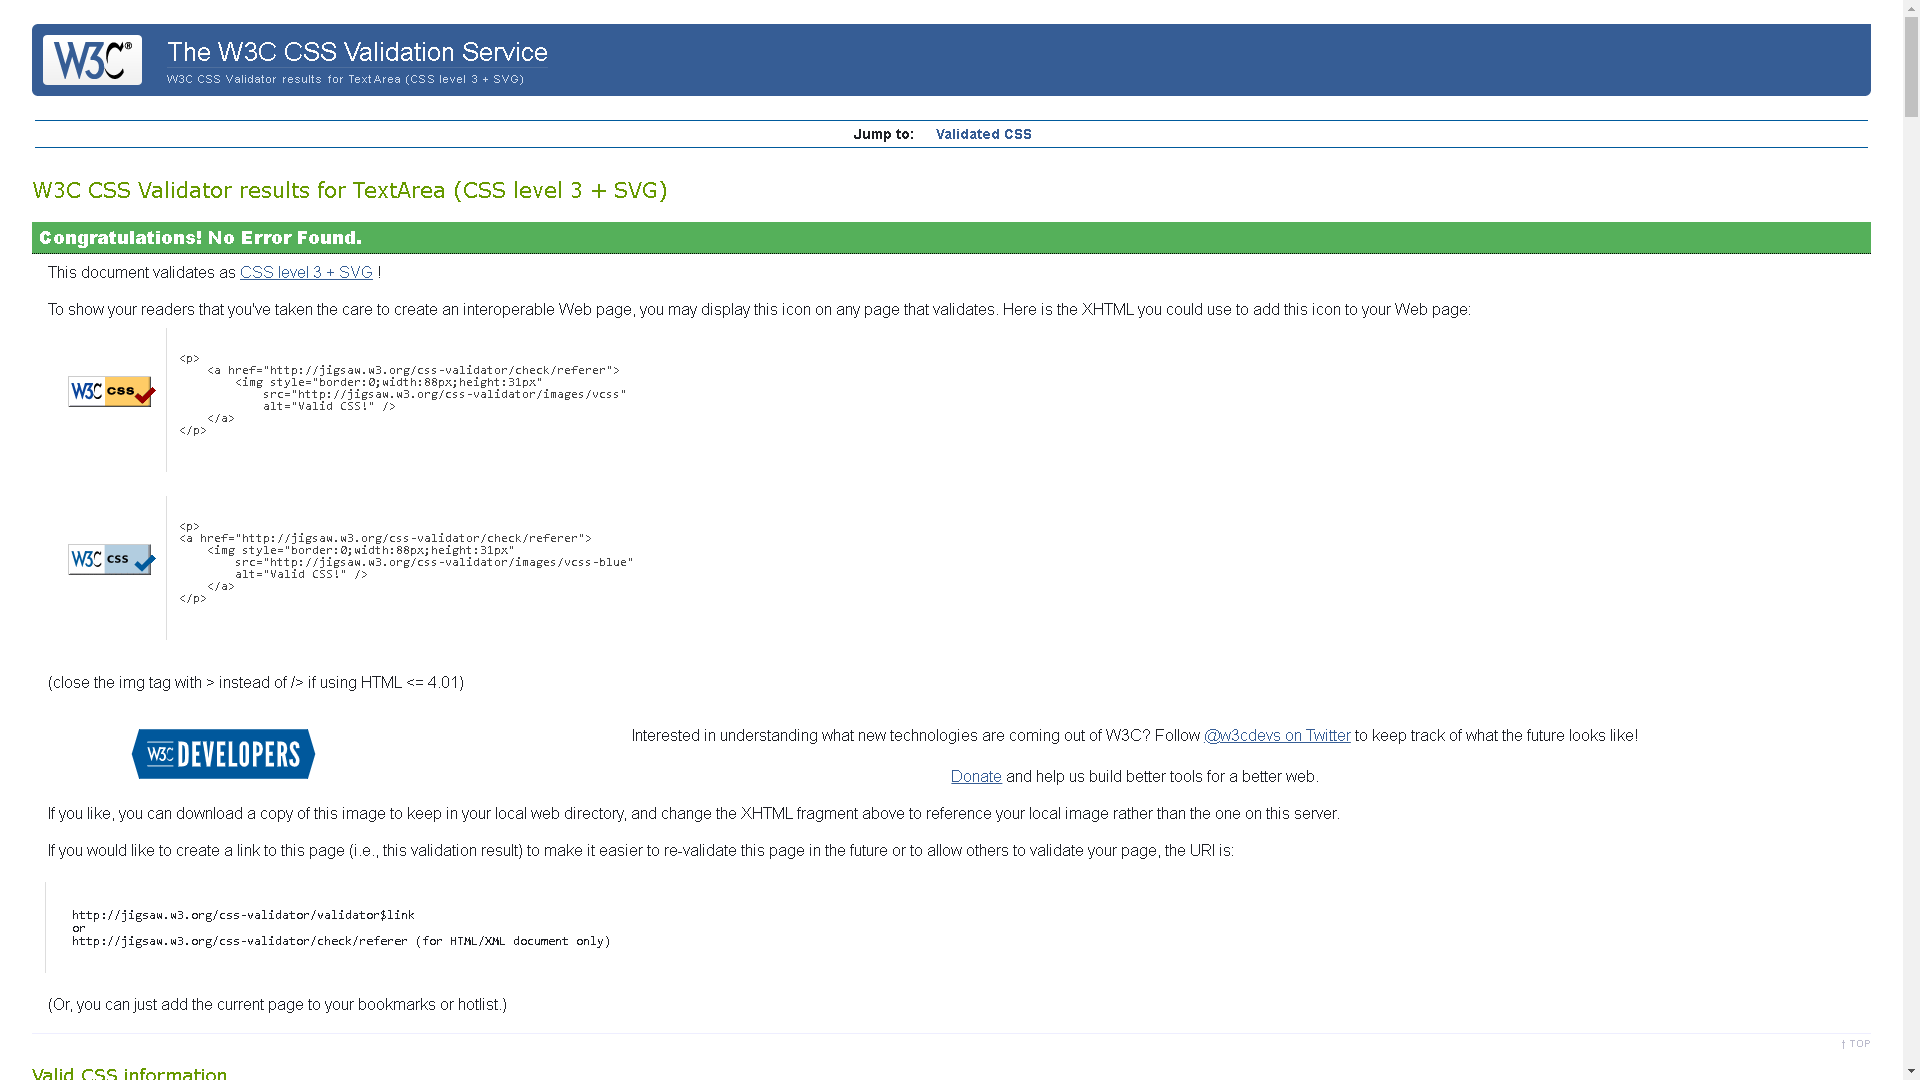 W3C®
The W3C CSS Validation Service
W3C CSS Validator results for TextArea (CSS level 3 + SVG)
Jump to: Validated CSS
W3C CSS Validator results for TextArea (CSS level 3 + SVG)
Congratulations! No Error Found.
This document validates as CSS level 3 + SVG !
To show your readers that you've taken the care to create an interoperable Web page, you may display this icon on any page that validates. Here is the XHTML you could use to add this icon to your Web page:
W3C css
<p>
    <a href="http://jigsaw.w3.org/css-validator/check/referer">
        <img style="border:0;width:88px;height:31px"
            src="http://jigsaw.w3.org/css-validator/images/vcss"
            alt="Valid CSS!" />
    </a>
</p>
W3C css
<p>
<a href="http://jigsaw.w3.org/css-validator/check/referer">
    <img style="border:0;width:88px;height:31px"
        src="http://jigsaw.w3.org/css-validator/images/vcss-blue"
        alt="Valid CSS!" />
    </a>
</p>
(close the img tag with > instead of /> if using HTML <= 4.01)
W3C DEVELOPERS
Interested in understanding what new technologies are coming out of W3C? Follow @w3cdevs on Twitter to keep track of what the future looks like!
Donate and help us build better tools for a better web.
If you like, you can download a copy of this image to keep in your local web directory, and change the XHTML fragment above to reference your local image rather than the one on this server.
If you would like to create a link to this page (i.e., this validation result) to make it easier to re-validate this page in the future or to allow others to validate your page, the URI is:
http://jigsaw.w3.org/css-validator/validator$link
or
http://jigsaw.w3.org/css-validator/check/referer (for HTML/XML document only)
(Or, you can just add the current page to your bookmarks or hotlist.)
↑ TOP
Valid CSS information